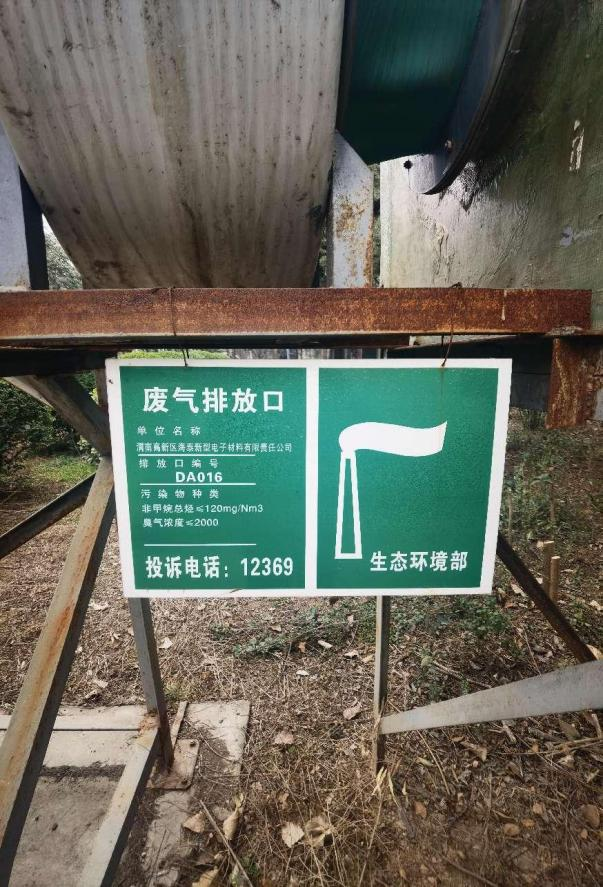 废气排放口
单位名称
渭南高新区海泰新型电子材料有限责任公司
排放口编号
DA016
污染物种类
非甲烷总烃≤120mg/Nm3
臭气浓度≤2000
投诉电话：12369
生态环境部